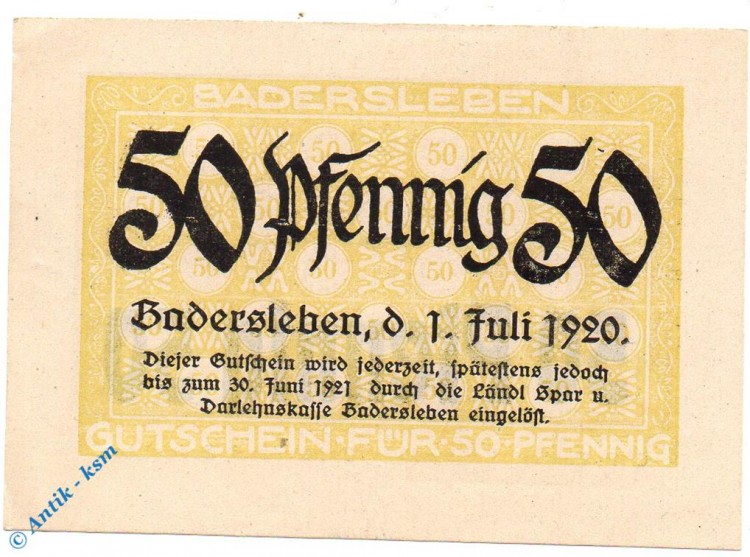 BADERSLEBEN
50 Pfennig 50
Badersleben, d. 1. Juli 1920.
Dieser Gutschein wird jederzeit, spätestens jedoch
bis zum 30. Juni 1921 durch die Ländl Spar u.
Darlehnskasse Badersleben eingelöst.
GUTSCHEIN · FÜR · 50 · PFENNIG
© Antik - ksm